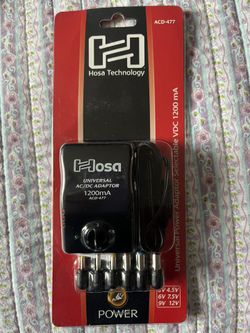 ACD-477
Hosa Technology
Hosa
UNIVERSAL
AC/DC ADAPTOR
1200mA
ACD-477
Universal Power Adaptor Selectable VDC 1200 mA
4.5V
6V 7.5V
9V 12V
POWER